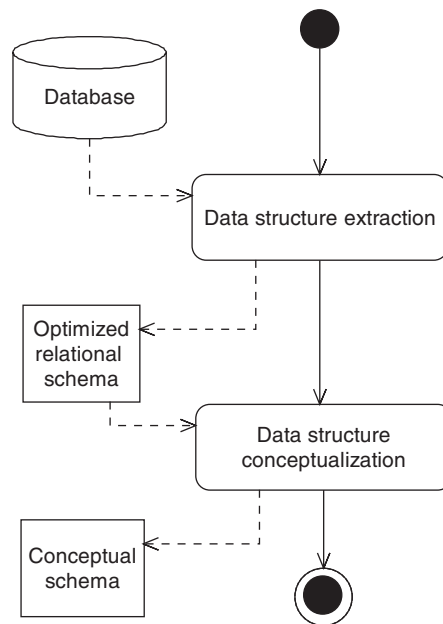 Database
Data structure extraction
Optimized
relational
schema
Data structure
conceptualization
Conceptual
schema